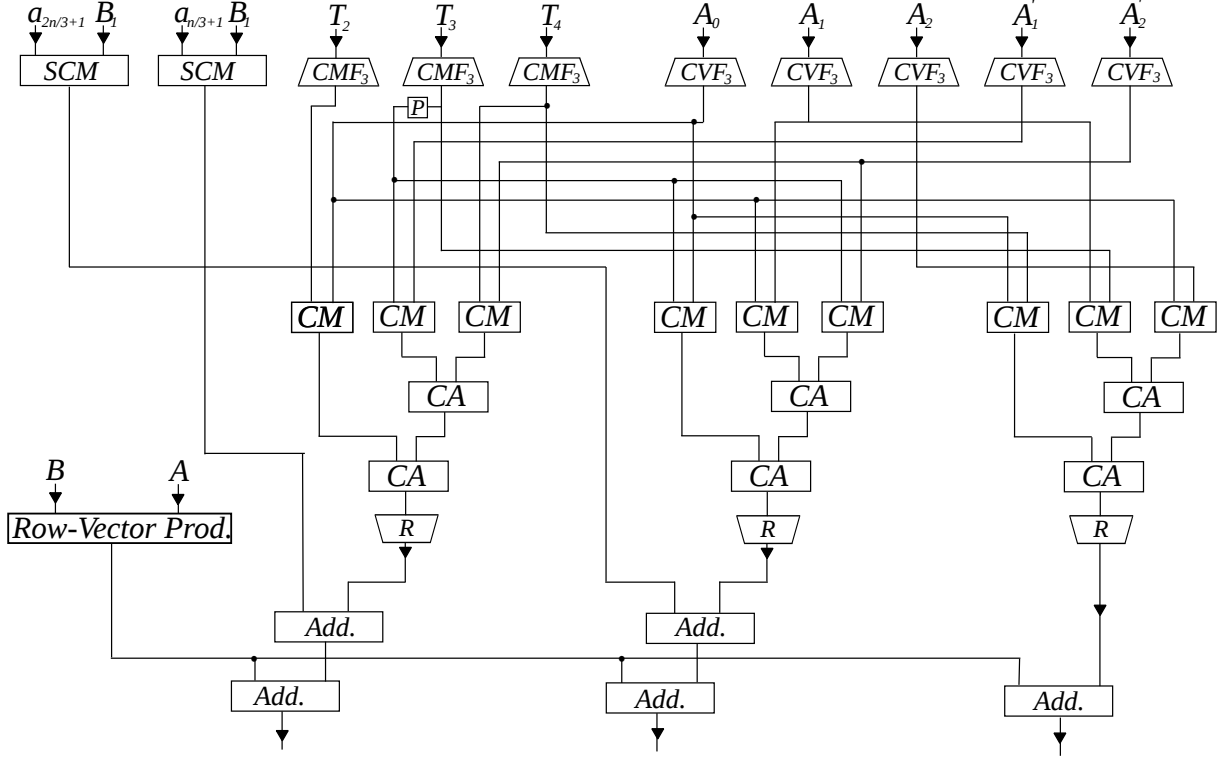 a2n/3+1 B1 an/3+1 B1 T2 T3 T4 A0 A1 A2 A'1 A'2
SCM SCM CMF3 CMF3 CMF3 CVF3 CVF3 CVF3 CVF3 CVF3
P
CM CM CM CM CM CM CM CM CM
CA CA CA
CA CA CA
B A
Row-Vector Prod. R R R
Add. Add.
Add. Add. Add.